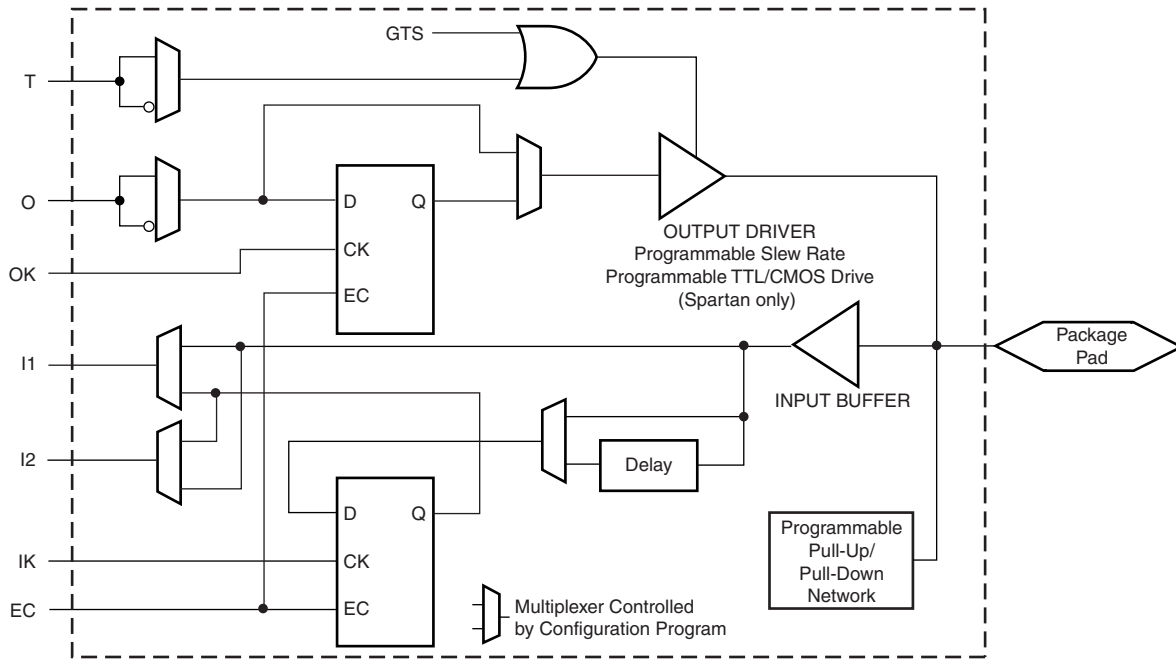 GTS
T
O
D
Q
CK
EC
OK
OUTPUT DRIVER
Programmable Slew Rate
Programmable TTL/CMOS Drive
(Spartan only)
I1
INPUT BUFFER
Package
Pad
I2
Delay
D
Q
CK
EC
IK
EC
Programmable
Pull-Up/
Pull-Down
Network
Multiplexer Controlled
by Configuration Program